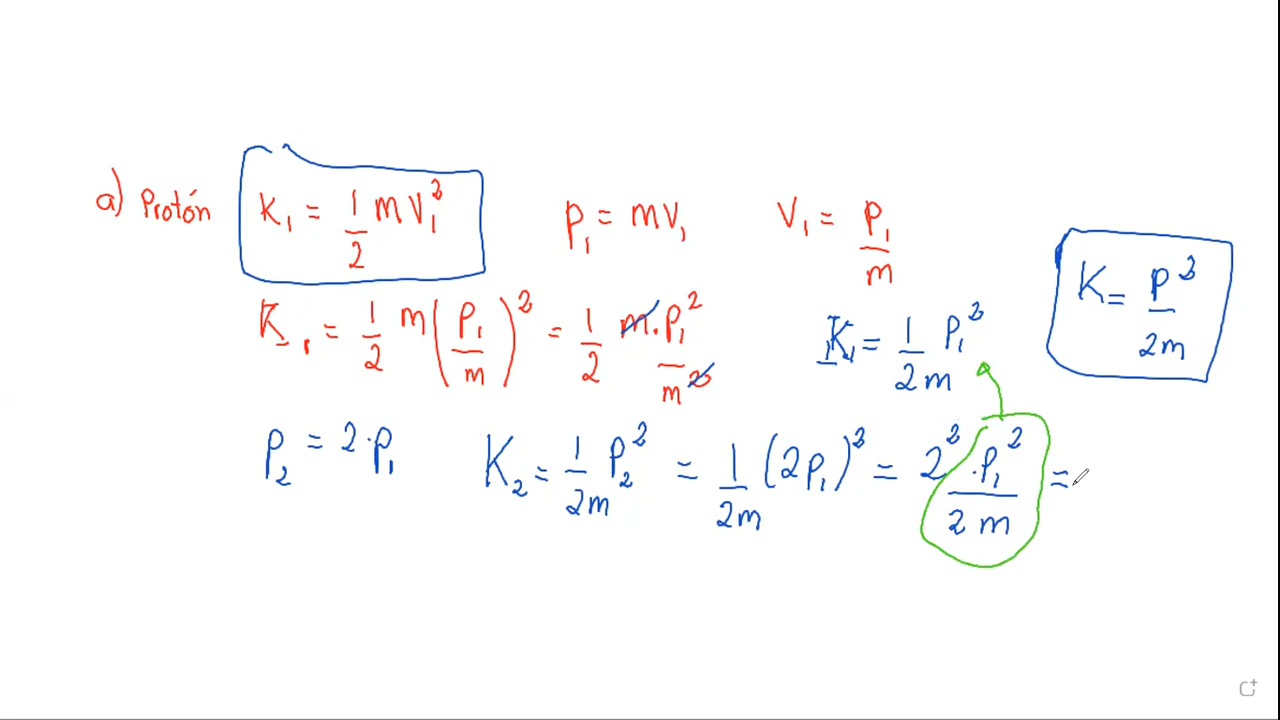 a) Protón K₁ = 1/2 m V₁² p₁ = mV₁ V₁ = p₁/m
K = p²/2m
K₁ = 1/2 m (p₁/m)² = 1/2 m · p₁²/m² K₁ = 1/2m p₁²
p₂ = 2 · p₁ K₂ = 1/2m p₂² = 1/2m (2p₁)² = 2² · p₁²/2m =